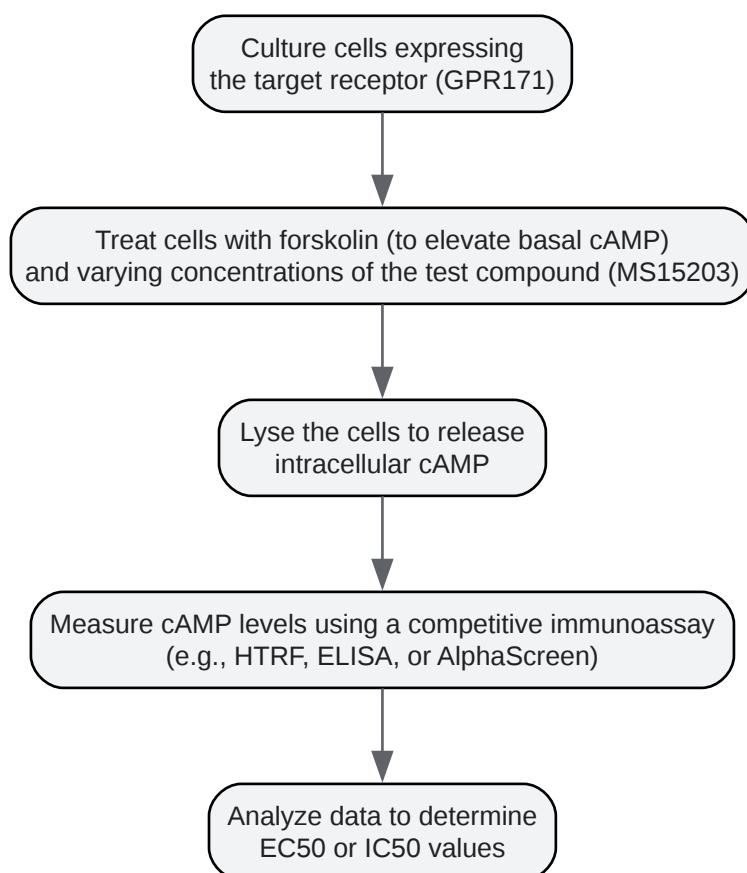 Culture cells expressing
the target receptor (GPR171)
Treat cells with forskolin (to elevate basal cAMP)
and varying concentrations of the test compound (MS15203)
Lyse the cells to release
intracellular cAMP
Measure cAMP levels using a competitive immunoassay
(e.g., HTRF, ELISA, or AlphaScreen)
Analyze data to determine
EC50 or IC50 values